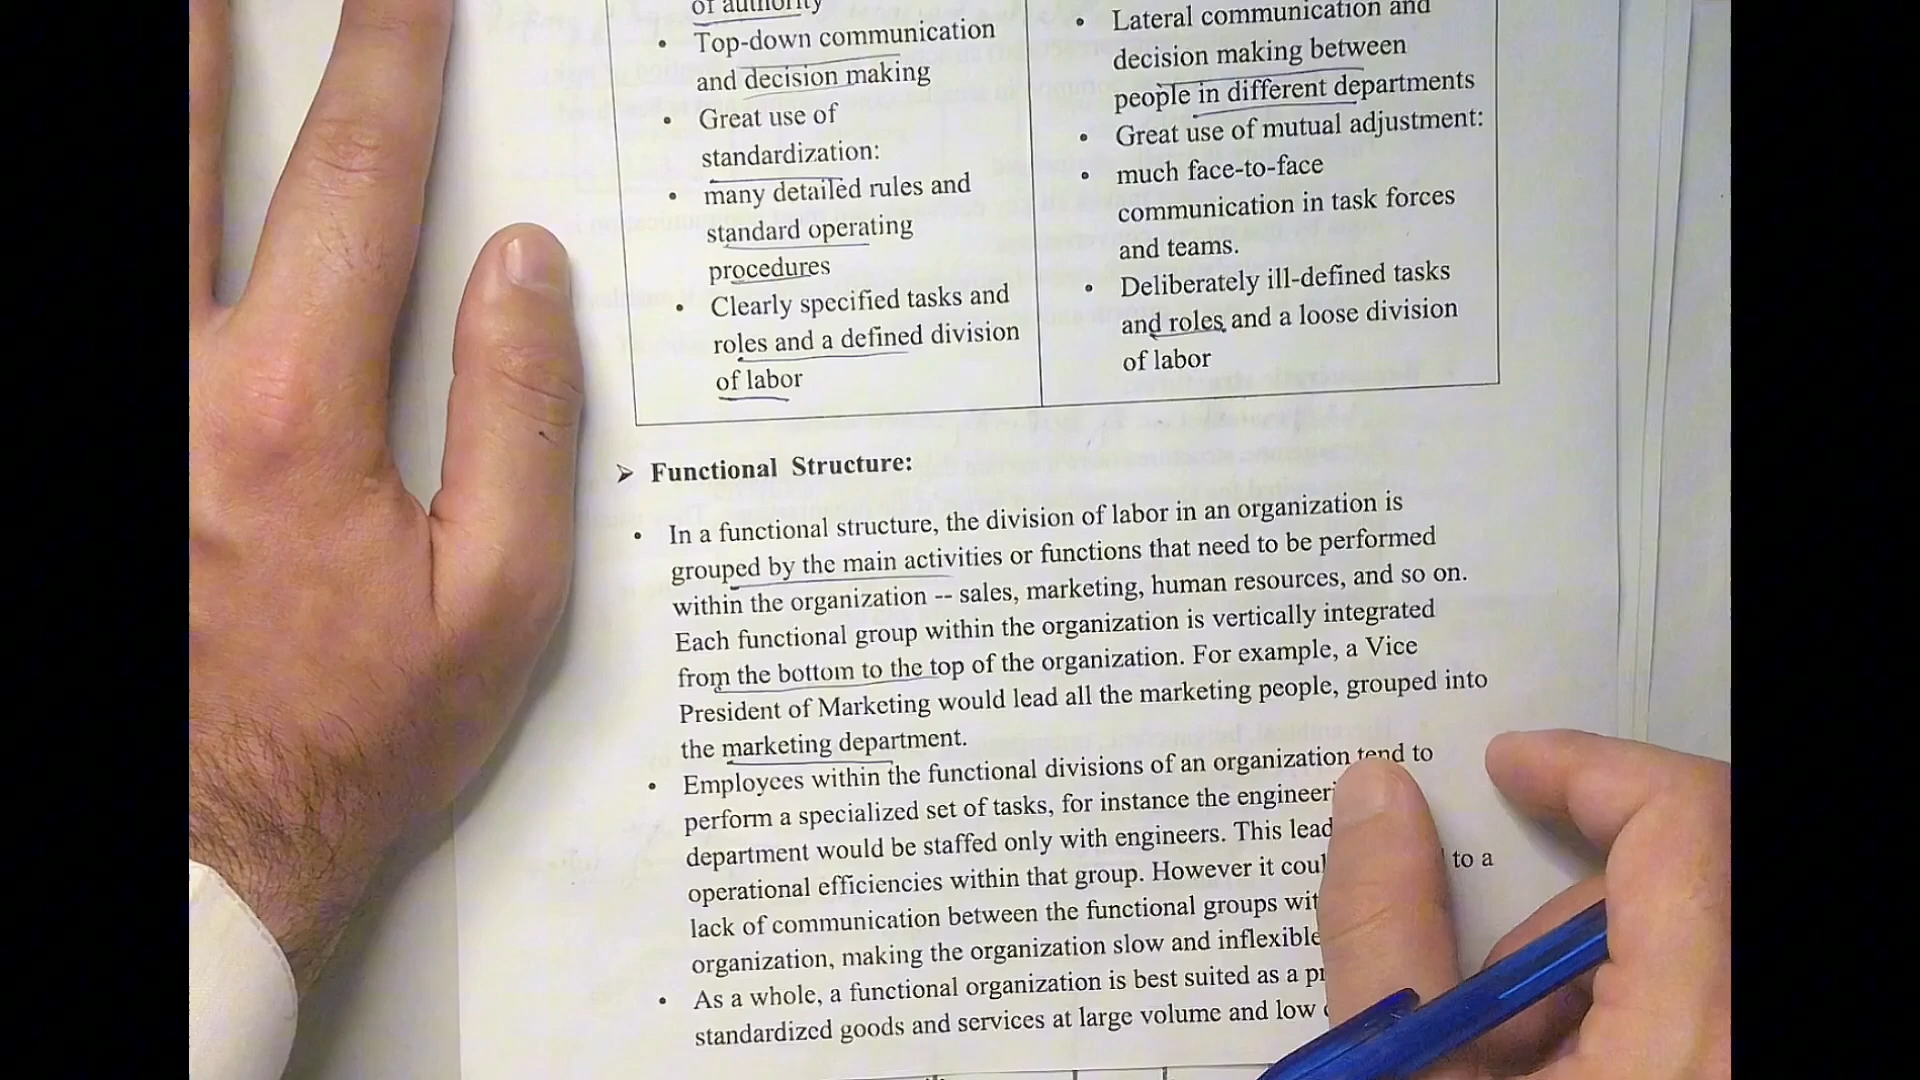 of authority
• Top-down communication
and decision making
• Great use of
standardization:
• many detailed rules and
standard operating
procedures
• Clearly specified tasks and
roles and a defined division
of labor
• Lateral communication and
decision making between
people in different departments
• Great use of mutual adjustment:
• much face-to-face
communication in task forces
and teams.
• Deliberately ill-defined tasks
and roles and a loose division
of labor
➢ Functional Structure:
• In a functional structure, the division of labor in an organization is
grouped by the main activities or functions that need to be performed
within the organization -- sales, marketing, human resources, and so on.
Each functional group within the organization is vertically integrated
from the bottom to the top of the organization. For example, a Vice
President of Marketing would lead all the marketing people, grouped into
the marketing department.
• Employees within the functional divisions of an organization tend to
perform a specialized set of tasks, for instance the
department would be staffed only with engineers. This
operational efficiencies within that group. However it to a
lack of communication between the functional groups
organization, making the organization slow and inflexible
• As a whole, a functional organization is best suited as a
standardized goods and services at large volume and low